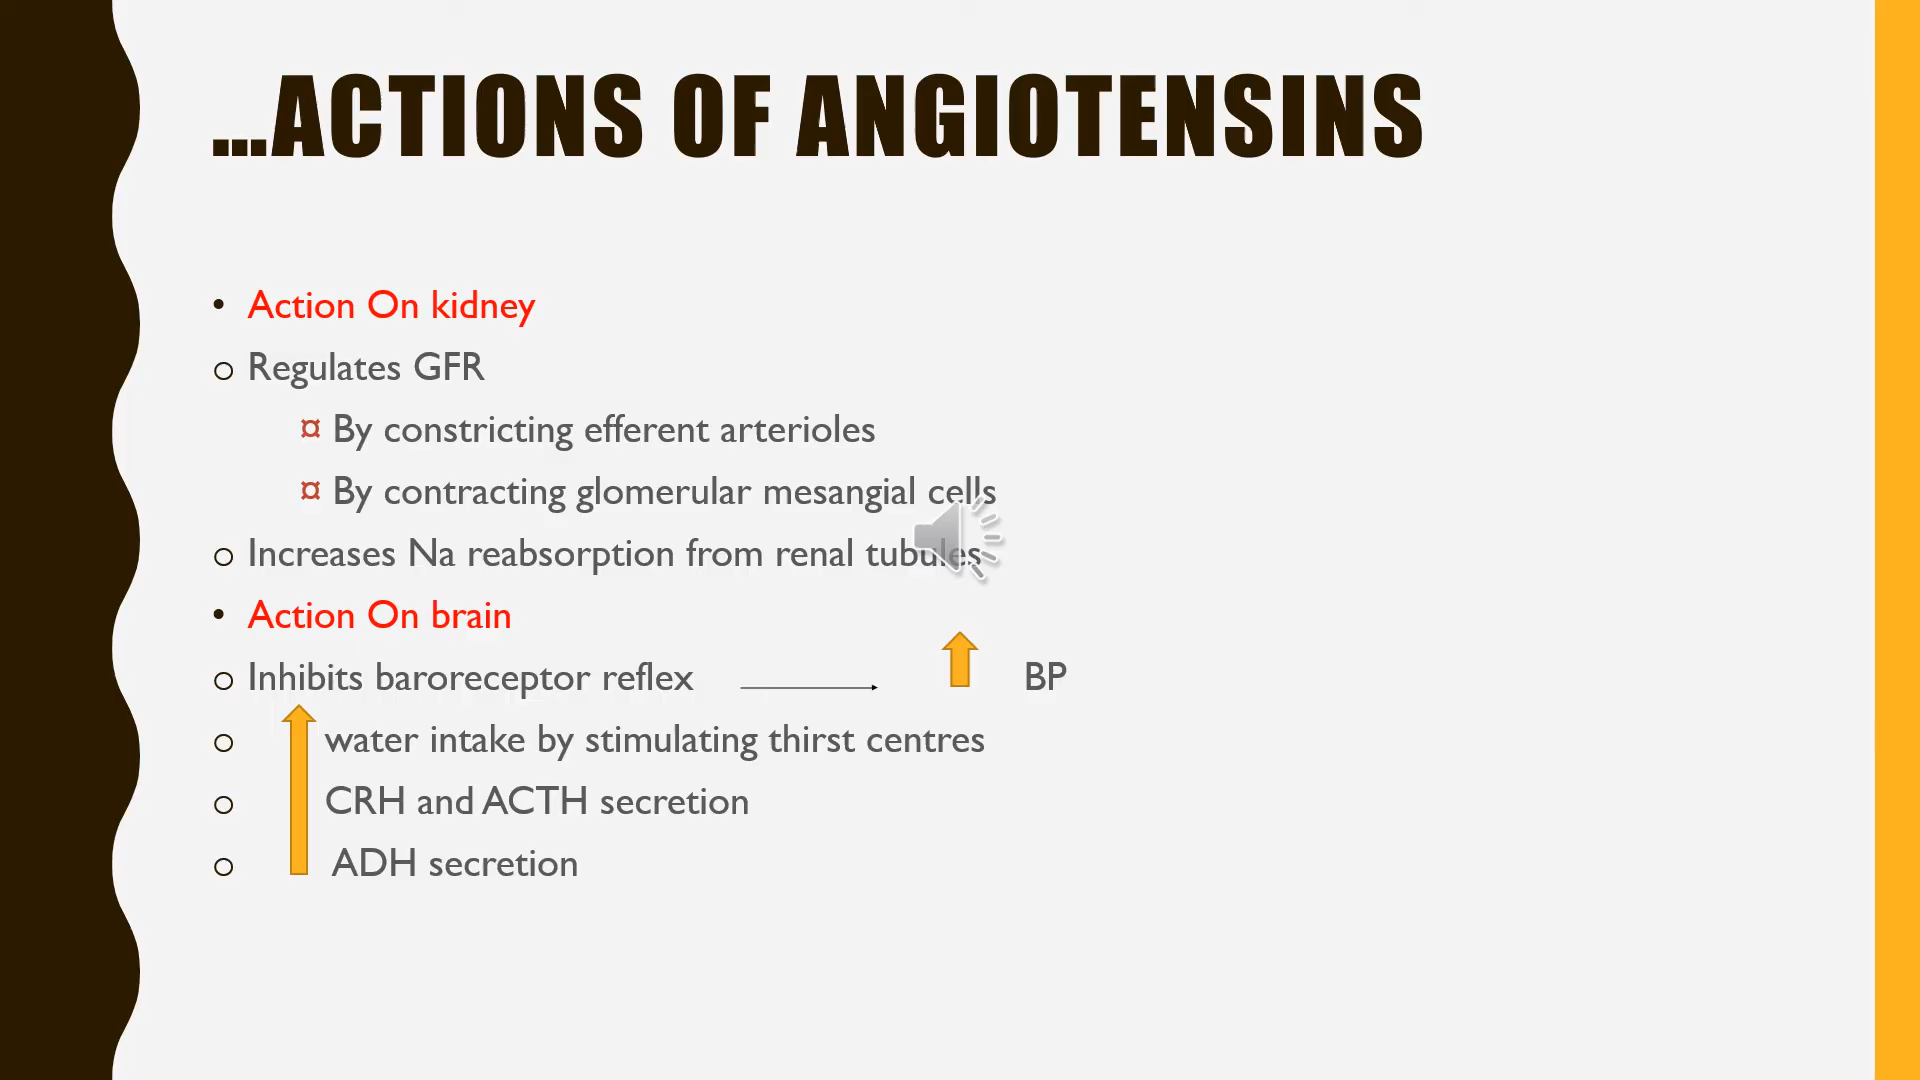 ...ACTIONS OF ANGIOTENSINS
• Action On kidney
o Regulates GFR
¤ By constricting efferent arterioles
¤ By contracting glomerular mesangial cells
o Increases Na reabsorption from renal tubules
• Action On brain
o Inhibits baroreceptor reflex BP
o water intake by stimulating thirst centres
o CRH and ACTH secretion
o ADH secretion